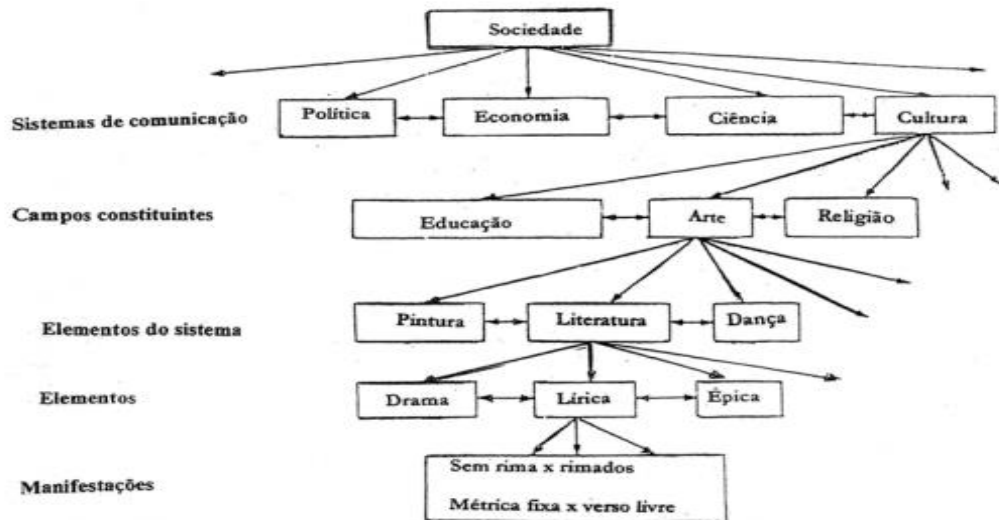 Sociedade
Sistemas de comunicação
Política
Economia
Ciência
Cultura
Campos constituintes
Educação
Arte
Religião
Elementos do sistema
Pintura
Literatura
Dança
Elementos
Drama
Lírica
Épica
Manifestações
Sem rima x rimados
Métrica fixa x verso livre